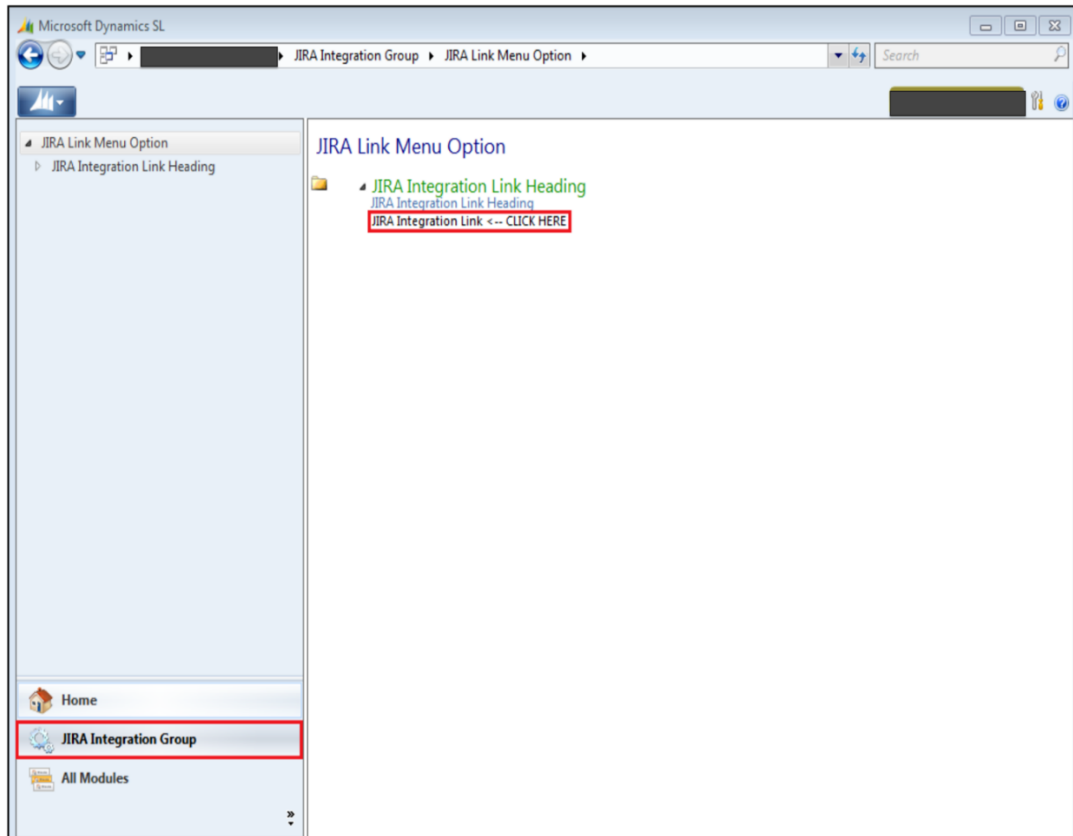 Microsoft Dynamics SL
JIRA Integration Group JIRA Link Menu Option
Search
JIRA Link Menu Option
JIRA Integration Link Heading
JIRA Link Menu Option
JIRA Integration Link Heading
JIRA Integration Link Heading
JIRA Integration Link <-- CLICK HERE
Home
JIRA Integration Group
All Modules